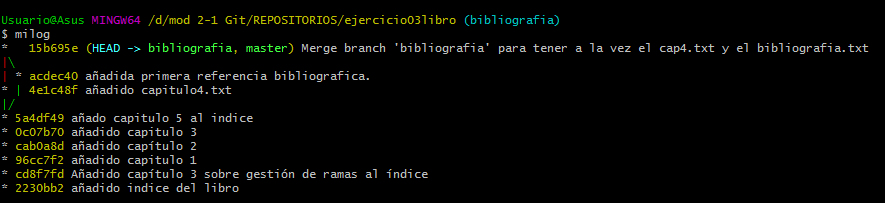 Usuario@Asus MINGW64 /d/mod 2-1 Git/REPOSITORIOS/ejercicio03libro (bibliografia)
$ milog
*   15b695e (HEAD -> bibliografia, master) Merge branch 'bibliografia' para tener a la vez el cap4.txt y el bibliografia.txt
|\
| * acdec40 añadida primera referencia bibliografica.
* | 4e1c48f añadido capitulo4.txt
|/
* 5a4df49 añado capitulo 5 al indice
* 0c07b70 añadido capitulo 3
* cab0a8d añadido capítulo 2
* 96cc7f2 añadido capitulo 1
* cd8f7fd Añadido capítulo 3 sobre gestión de ramas al índice
* 2230bb2 añadido indice del libro